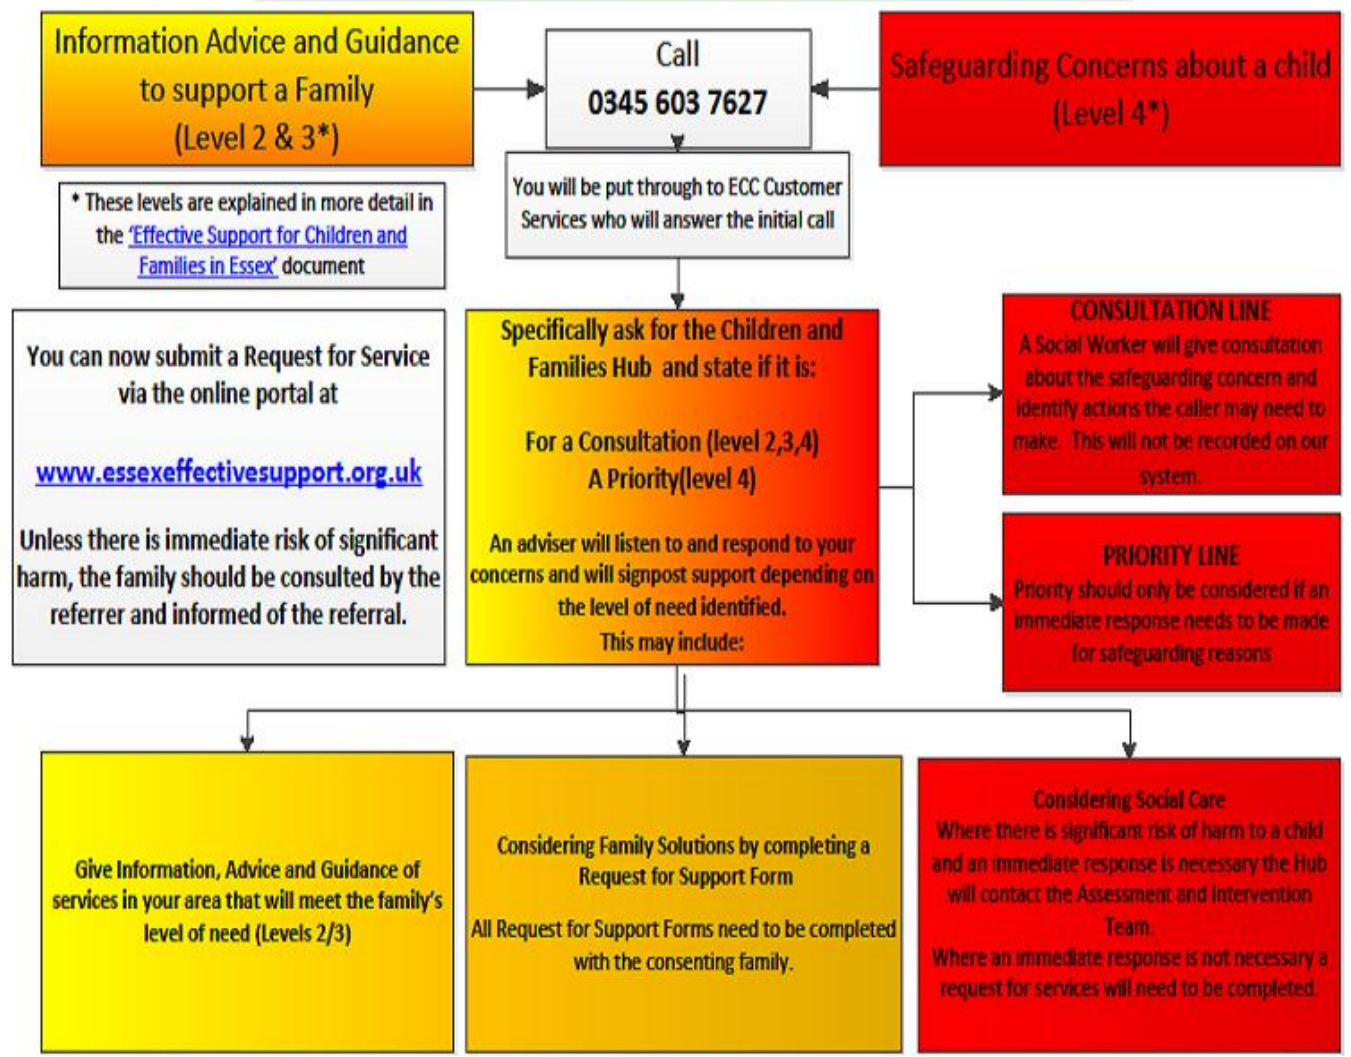 Information Advice and Guidance
to support a Family
(Level 2 & 3*)
Call
0345 603 7627
Safeguarding Concerns about a child
(Level 4*)
* These levels are explained in more detail in
the 'Effective Support for Children and
Families in Essex' document
You will be put through to ECC Customer
Services who will answer the initial call
You can now submit a Request for Service
via the online portal at
www.essexeffectivesupport.org.uk
Unless there is immediate risk of significant
harm, the family should be consulted by the
referrer and informed of the referral.
Specifically ask for the Children and
Families Hub and state if it is:
For a Consultation (level 2,3,4)
A Priority(level 4)
An adviser will listen to and respond to your
concerns and will signpost support depending on
the level of need identified.
This may include:
CONSULTATION LINE
A Social Worker will give consultation
about the safeguarding concern and
identify actions the caller may need to
make. This will not be recorded on our
system.
PRIORITY LINE
Priority should only be considered if an
immediate response needs to be made
for safeguarding reasons
Give Information, Advice and Guidance of
services in your area that will meet the family's
level of need (Levels 2/3)
Considering Family Solutions by completing a
Request for Support Form
All Request for Support Forms need to be completed
with the consenting family.
Considering Social Care
Where there is significant risk of harm to a child
and an immediate response is necessary the Hub
will contact the Assessment and Intervention
Team.
Where an immediate response is not necessary a
request for services will need to be completed.